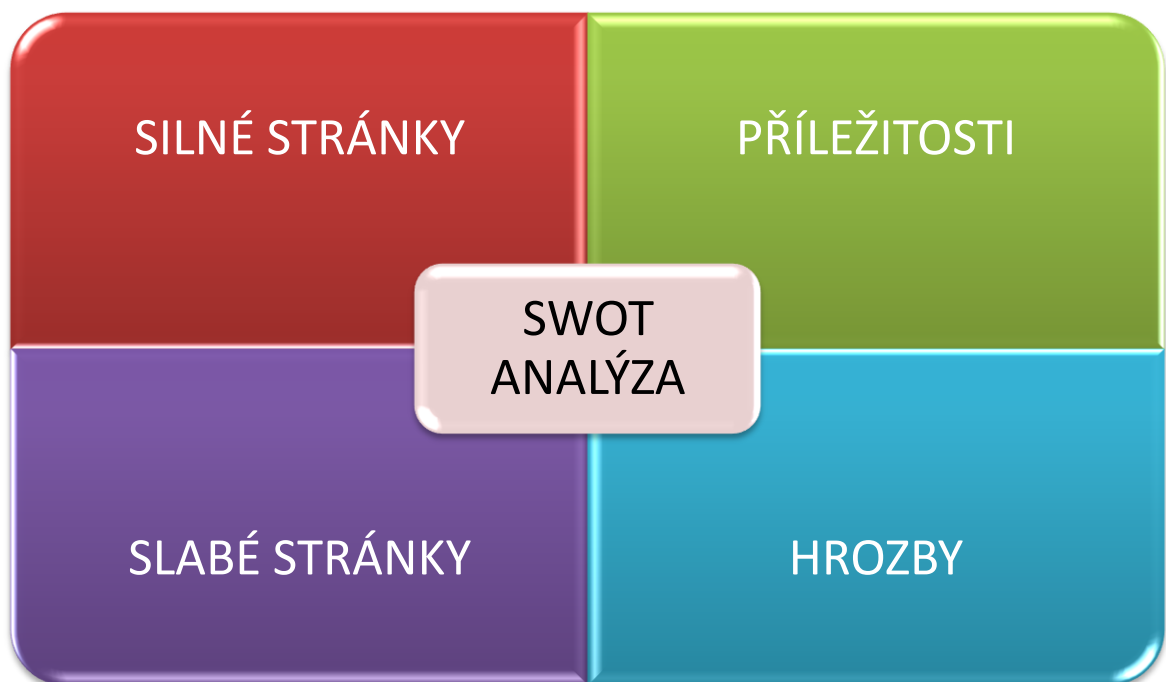 SILNÉ STRÁNKY
PŘÍLEŽITOSTI
SWOT
ANALÝZA
SLABÉ STRÁNKY
HROZBY